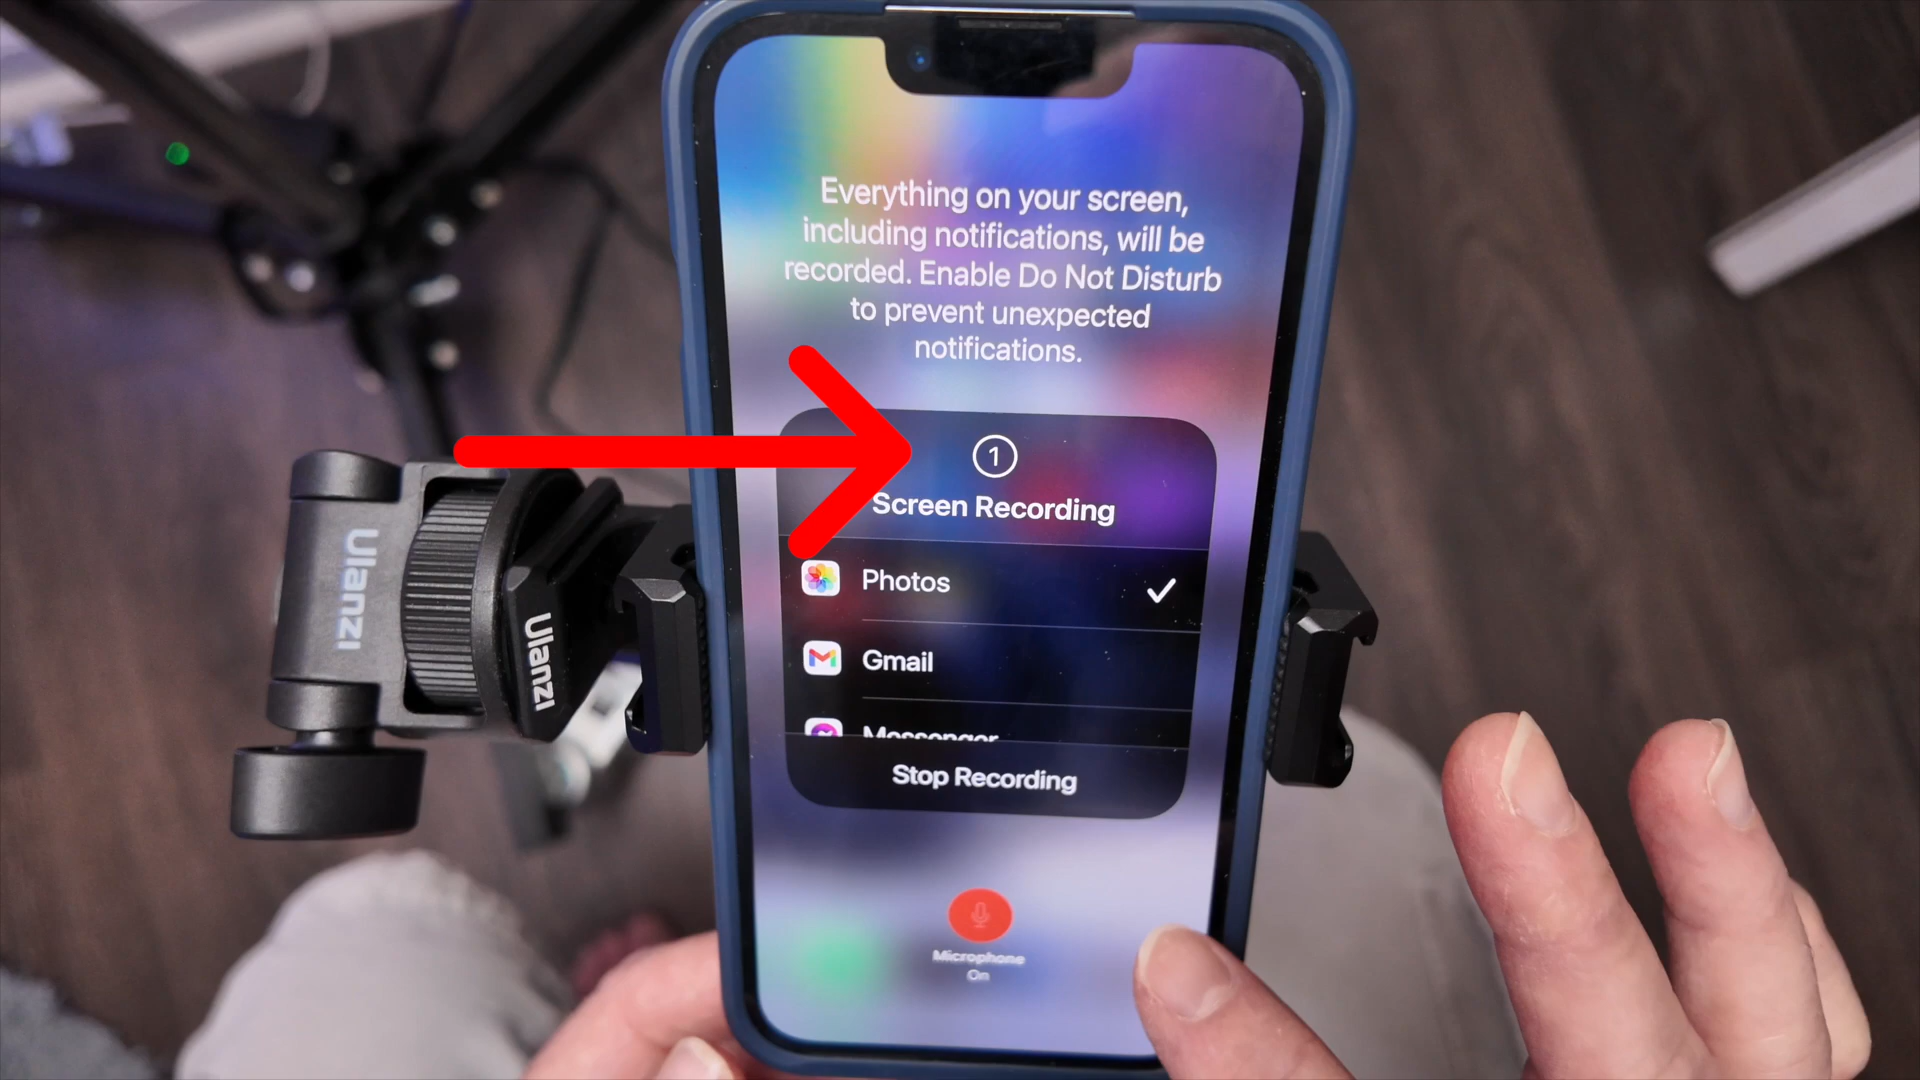 Everything on your screen,
including notifications, will be
recorded. Enable Do Not Disturb
to prevent unexpected
notifications.
1
Screen Recording
Photos
Gmail
Messenger
Stop Recording
Microphone
On
Ulanzi
Ulanzi